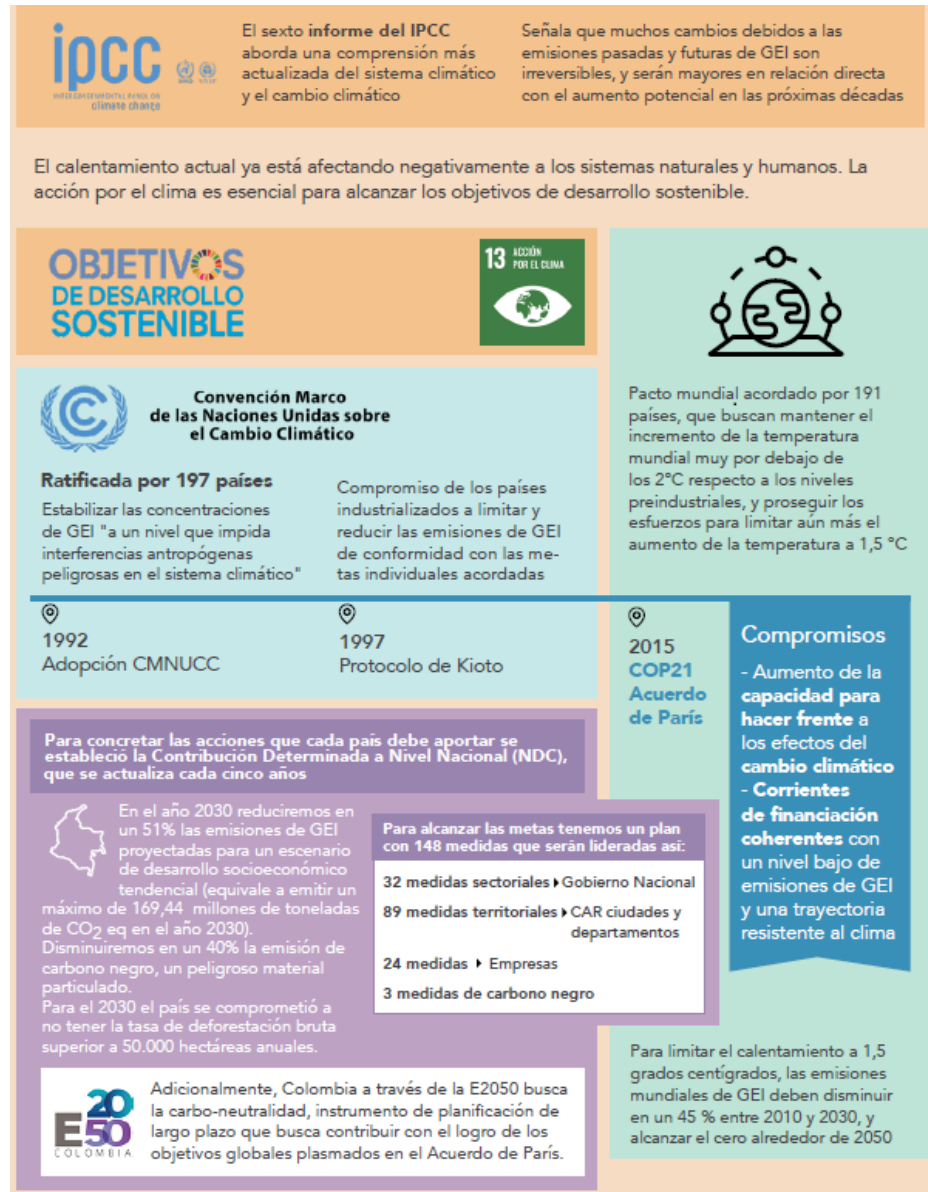 ipcc
INTERGOVERNMENTAL PANEL ON
climate change
El sexto informe del IPCC
aborda una comprensión más
actualizada del sistema climático
y el cambio climático
Señala que muchos cambios debidos a las
emisiones pasadas y futuras de GEI son
irreversibles, y serán mayores en relación directa
con el aumento potencial en las próximas décadas
El calentamiento actual ya está afectando negativamente a los sistemas naturales y humanos. La
acción por el clima es esencial para alcanzar los objetivos de desarrollo sostenible.
OBJETIVOS
DE DESARROLLO
SOSTENIBLE
13 ACCIÓN
POR EL CLIMA
Convención Marco
de las Naciones Unidas sobre
el Cambio Climático
Ratificada por 197 países
Estabilizar las concentraciones
de GEI "a un nivel que impida
interferencias antropógenas
peligrosas en el sistema climático"
Compromiso de los países
industrializados a limitar y
reducir las emisiones de GEI
de conformidad con las me-
tas individuales acordadas
Pacto mundial acordado por 191
países, que buscan mantener el
incremento de la temperatura
mundial muy por debajo de
los 2°C respecto a los niveles
preindustriales, y proseguir los
esfuerzos para limitar aún más el
aumento de la temperatura a 1,5 °C
1992
Adopción CMNUCC
1997
Protocolo de Kioto
2015
COP21
Acuerdo
de París
Compromisos
- Aumento de la
capacidad para
hacer frente a
los efectos del
cambio climático
- Corrientes
de financiación
coherentes con
un nivel bajo de
emisiones de GEI
y una trayectoria
resistente al clima
Para concretar las acciones que cada país debe aportar se
estableció la Contribución Determinada a Nivel Nacional (NDC),
que se actualiza cada cinco años
En el año 2030 reduciremos en
un 51% las emisiones de GEI
proyectadas para un escenario
de desarrollo socioeconómico
tendencial (equivale a emitir un
máximo de 169,44 millones de toneladas
de CO2 eq en el año 2030).
Disminuiremos en un 40% la emisión de
carbono negro, un peligroso material
particulado.
Para el 2030 el país se comprometió a
no tener la tasa de deforestación bruta
superior a 50.000 hectáreas anuales.
Para alcanzar las metas tenemos un plan
con 148 medidas que serán lideradas así:
32 medidas sectoriales Gobierno Nacional
89 medidas territoriales CAR ciudades y
departamentos
24 medidas Empresas
3 medidas de carbono negro
Para limitar el calentamiento a 1,5
grados centígrados, las emisiones
mundiales de GEI deben disminuir
en un 45 % entre 2010 y 2030, y
alcanzar el cero alrededor de 2050
20
E50
COLOMBIA
Adicionalmente, Colombia a través de la E2050 busca
la carbo-neutralidad, instrumento de planificación de
largo plazo que busca contribuir con el logro de los
objetivos globales plasmados en el Acuerdo de París.